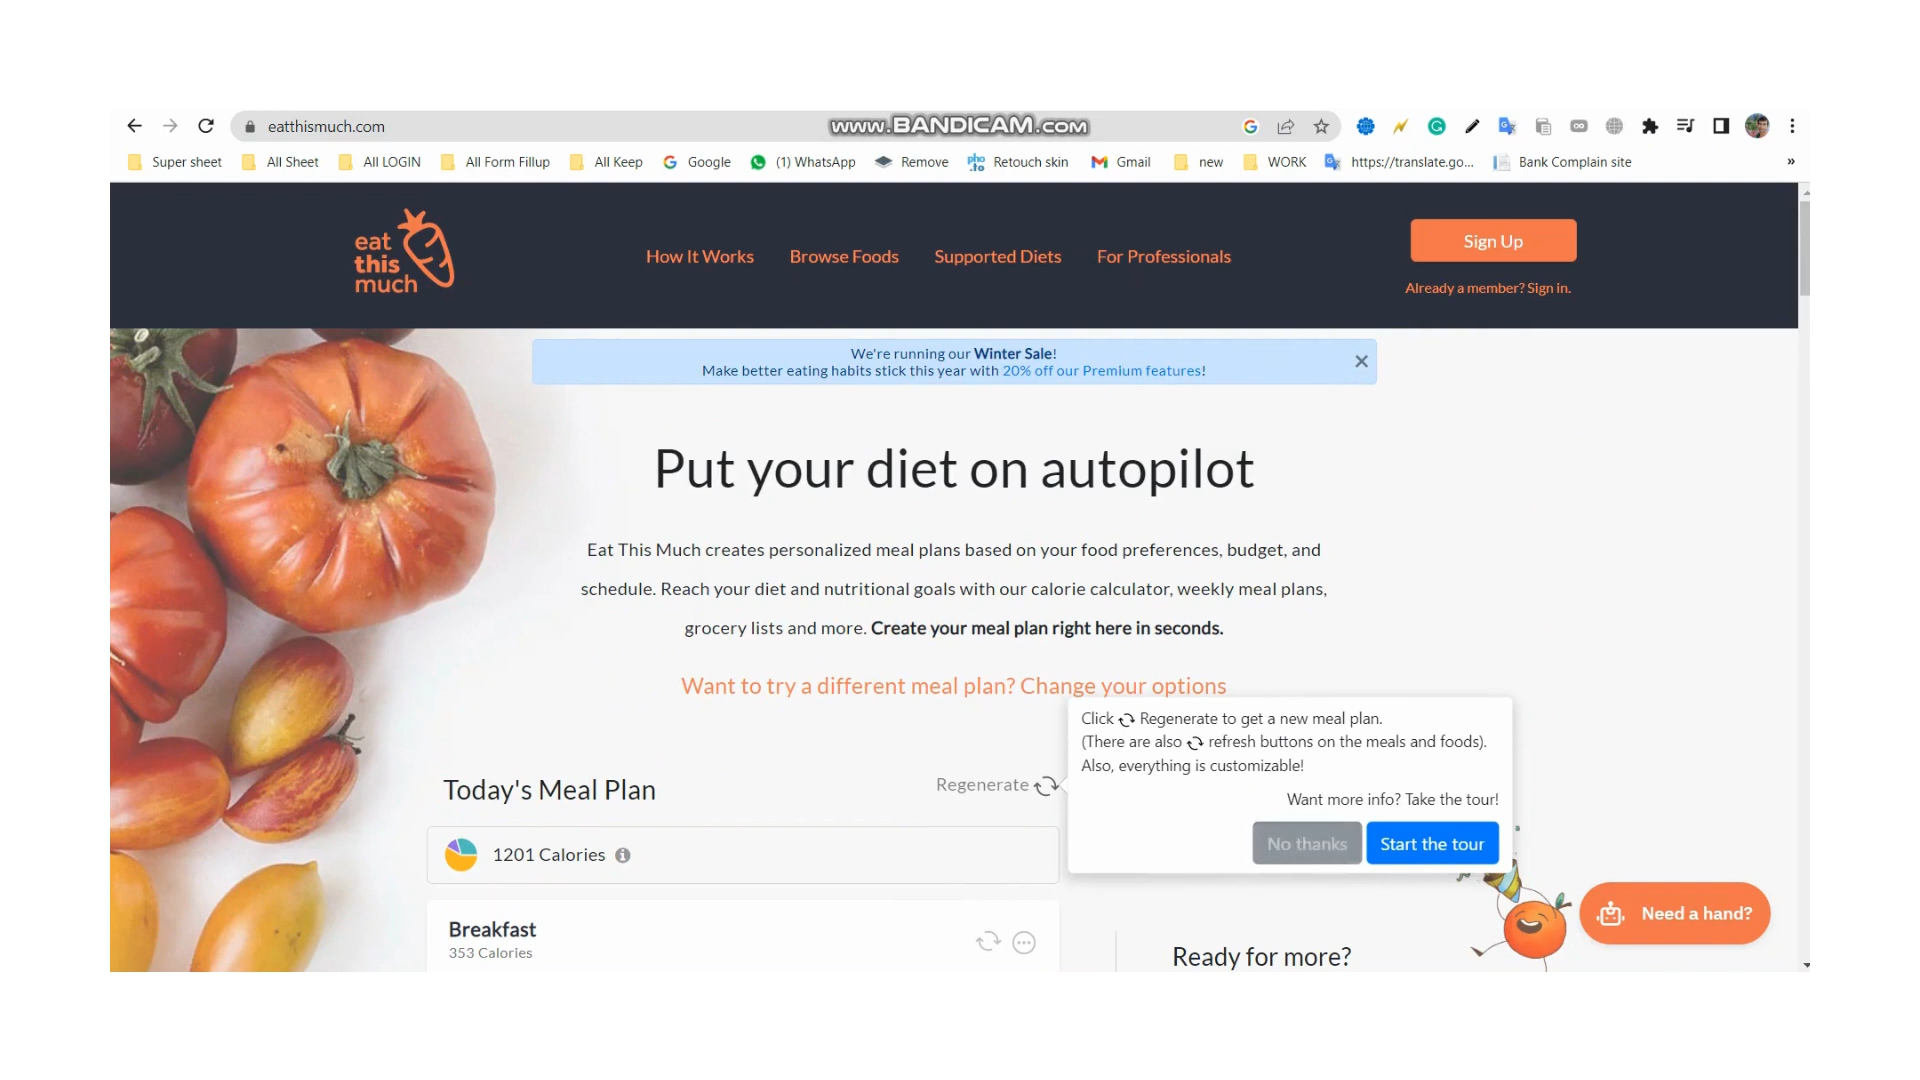 eatthismuch.com
www.BANDICAM.com
Super sheet
All Sheet
All LOGIN
All Form Fillup
All Keep
Google
(1) WhatsApp
Remove
pho.to
Retouch skin
Gmail
new
WORK
https://translate.go...
Bank Complain site
»
eat
this
much
How It Works
Browse Foods
Supported Diets
For Professionals
Sign Up
Already a member? Sign in.
We're running our Winter Sale!
Make better eating habits stick this year with 20% off our Premium features!
Put your diet on autopilot
Eat This Much creates personalized meal plans based on your food preferences, budget, and
schedule. Reach your diet and nutritional goals with our calorie calculator, weekly meal plans,
grocery lists and more. Create your meal plan right here in seconds.
Want to try a different meal plan? Change your options
Click Regenerate to get a new meal plan.
(There are also refresh buttons on the meals and foods).
Also, everything is customizable!
Want more info? Take the tour!
No thanks
Start the tour
Today's Meal Plan
Regenerate
1201 Calories
Breakfast
353 Calories
Ready for more?
Need a hand?